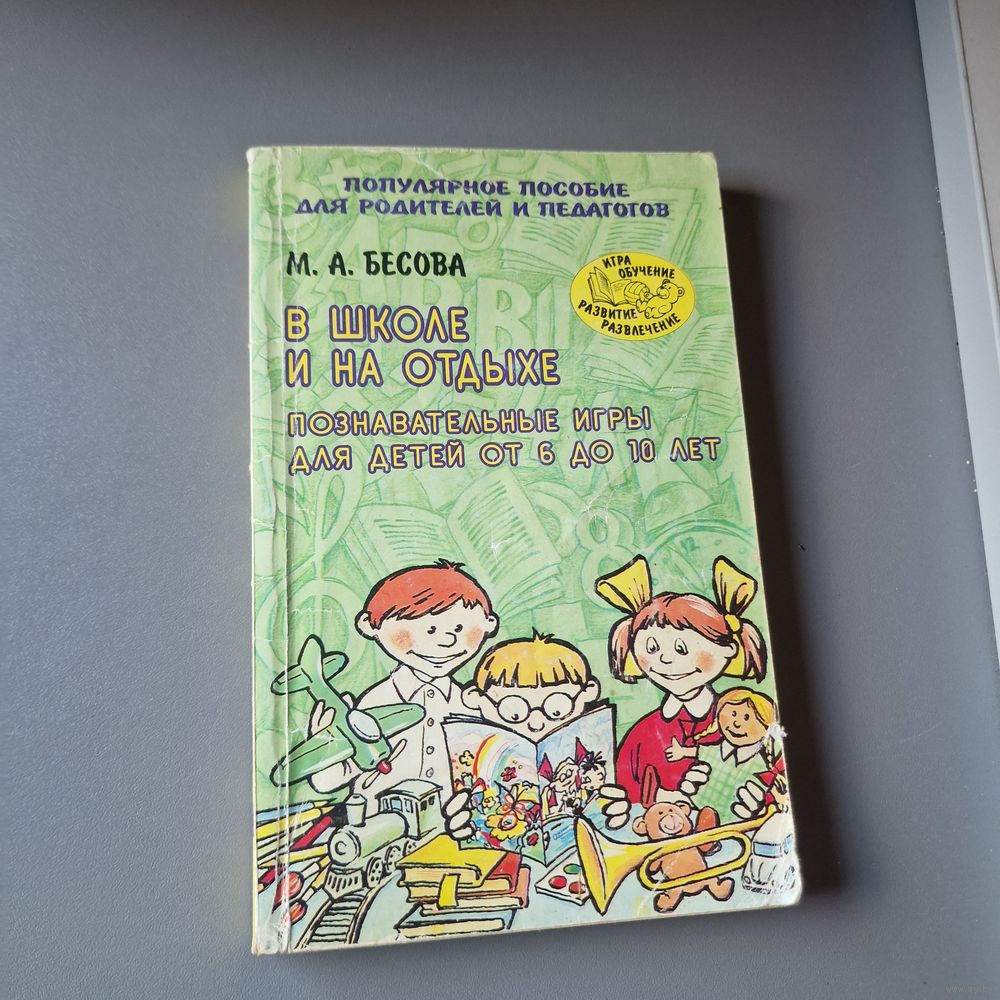 ПОПУЛЯРНОЕ ПОСОБИЕ
ДЛЯ РОДИТЕЛЕЙ И ПЕДАГОГОВ
М. А. БЕСОВА
ИГРА
ОБУЧЕНИЕ
РАЗВИТИЕ
РАЗВЛЕЧЕНИЕ
В ШКОЛЕ
И НА ОТДЫХЕ
ПОЗНАВАТЕЛЬНЫЕ ИГРЫ
ДЛЯ ДЕТЕЙ ОТ 6 ДО 10 ЛЕТ